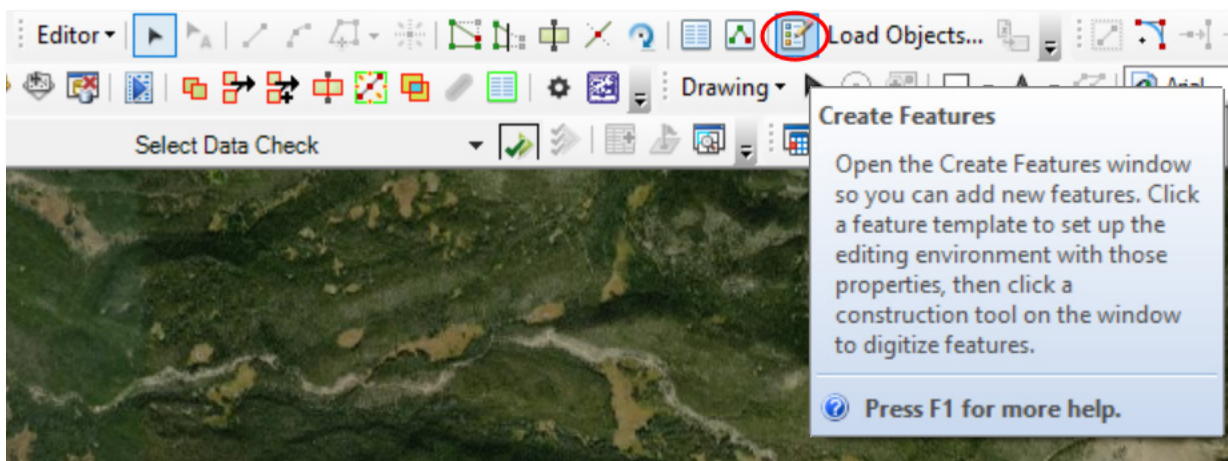 Editor
Load Objects...
Drawing
Arial
Select Data Check
Create Features
Open the Create Features window
so you can add new features. Click
a feature template to set up the
editing environment with those
properties, then click a
construction tool on the window
to digitize features.
Press F1 for more help.